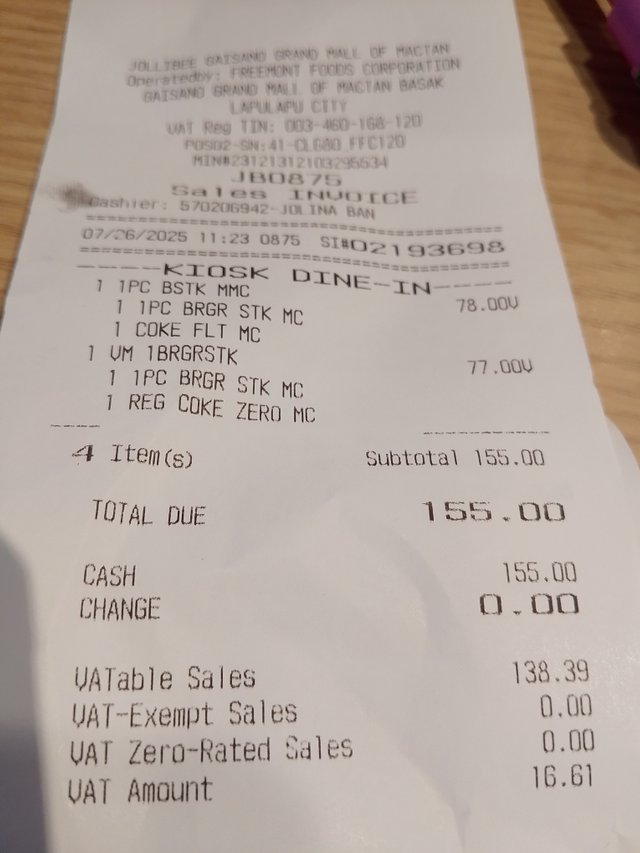 JOLLIBEE GAISANO GRAND MALL OF MACTAN
Operatedby: FREEMONT FOODS CORPORATION
GAISANO GRAND MALL OF MACTAN BASAK
LAPULAPU CITY
VAT Reg TIN: 003-460-168-120
POS02-SN:41-CLG80 FFC120
MIN#23121312103295534
JB0875
Sales INVOICE
Cashier: 570206942-JOLINA BAN
07/26/2025 11:23 0875 SI#02193698
-----KIOSK DINE-IN-----
1 1PC BSTK MMC 78.00V
1 1PC BRGR STK MC
1 COKE FLT MC
1 VM 1BRGRSTK 77.00V
1 1PC BRGR STK MC
1 REG COKE ZERO MC
4 Item(s) Subtotal 155.00
TOTAL DUE 155.00
CASH 155.00
CHANGE 0.00
VATable Sales 138.39
VAT-Exempt Sales 0.00
VAT Zero-Rated Sales 0.00
VAT Amount 16.61